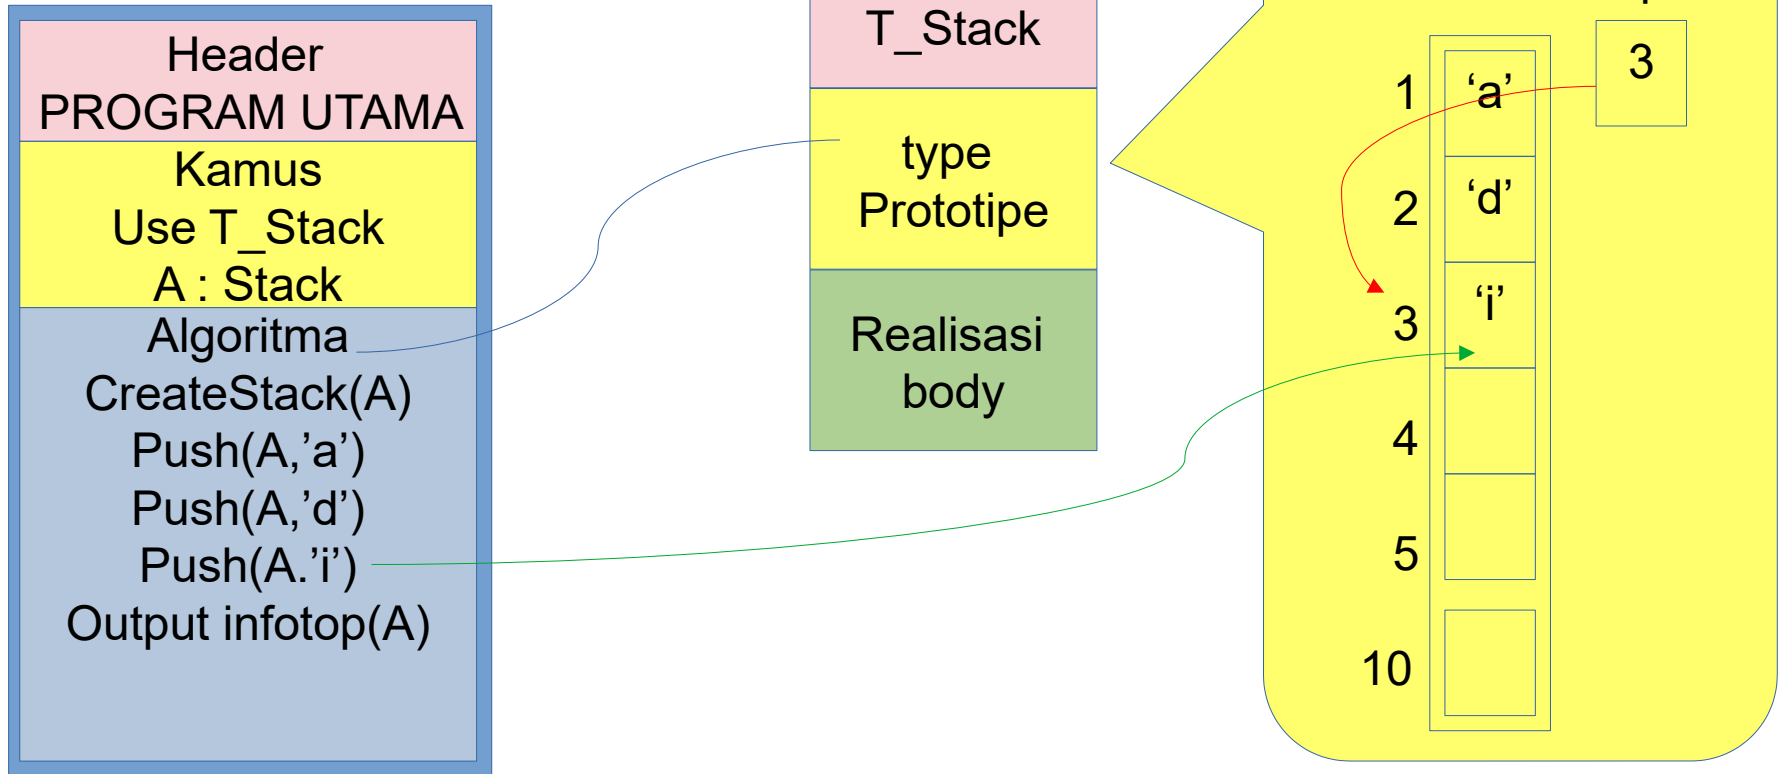 Header
PROGRAM UTAMA
Kamus
Use T_Stack
A : Stack
Algoritma
CreateStack(A)
Push(A,’a’)
Push(A,’d’)
Push(A.’i’)
Output infotop(A)
T_Stack
type
Prototipe
Realisasi
body
3
1 ‘a’
2 ‘d’
3 ‘i’
4
5
10